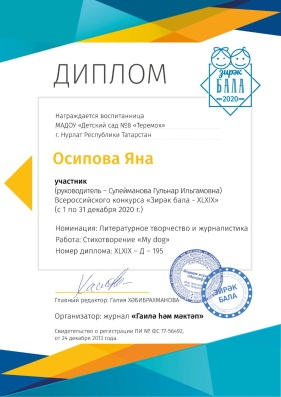 зирәк
БАЛА
2020
ДИПЛОМ
Награждается воспитанница
МАДОУ «Детский сад №8 «Теремок»
г. Нурлат Республики Татарстан
Осипова Яна
участник
(руководитель – Сулейманова Гульнар Ильгамовна)
Всероссийского конкурса «Зирәк бала - XLXIX»
(с 1 по 31 декабря 2020 г.)
Номинация: Литературное творчество и журналистика
Работа: Стихотворение «My dog»
Номер диплома: XLXIX – Д – 195
Главный редактор: Галия ХӘБИБРАХМАНОВА
ЗИРӘК
БАЛА
Организатор: журнал «Гаилә һәм мәктәп»
Свидетельство о регистрации ПИ № ФС 77-56492,
от 24 декабря 2013 года.